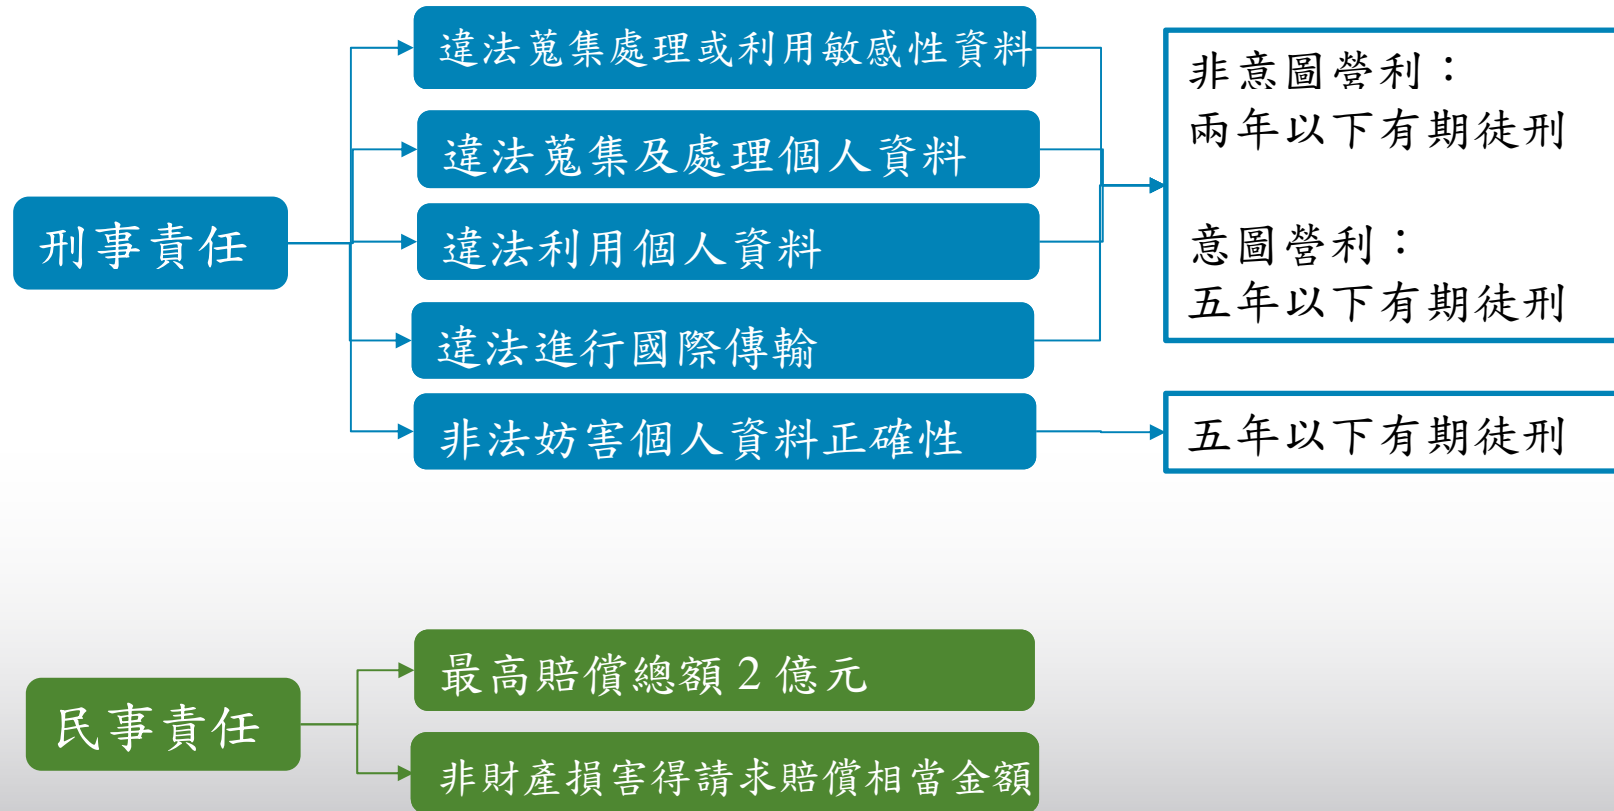 刑事責任
違法蒐集處理或利用敏感性資料
違法蒐集及處理個人資料
違法利用個人資料
違法進行國際傳輸
非法妨害個人資料正確性
非意圖營利：
兩年以下有期徒刑
意圖營利：
五年以下有期徒刑
五年以下有期徒刑
民事責任
最高賠償總額2億元
非財產損害得請求賠償相當金額